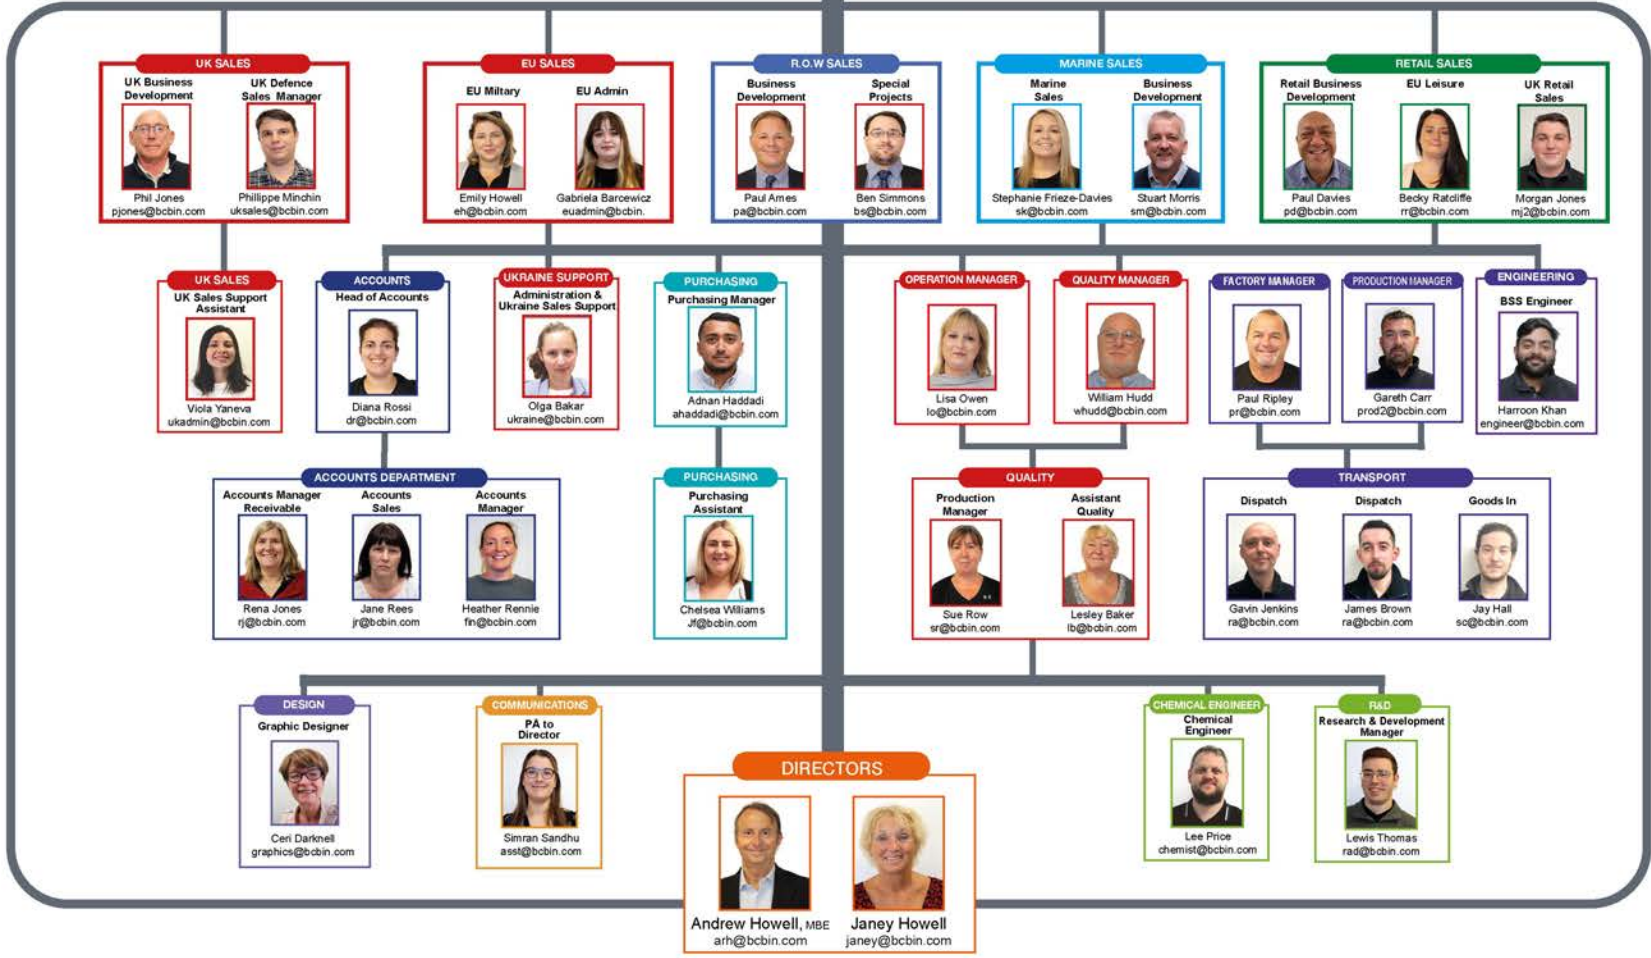 UK SALES
UK Business
Development
Phil Jones
pjones@bcbin.com
UK Defence
Sales Manager
Phillippe Minchin
uksales@bcbin.com
EU SALES
EU Miltary
Emily Howell
eh@bcbin.com
EU Admin
Gabriela Barcewicz
euadmin@bcbin.
R.O.W SALES
Business
Development
Paul Ames
pa@bcbin.com
Special
Projects
Ben Simmons
bs@bcbin.com
MARINE SALES
Marine
Sales
Stephanie Frieze-Davies
sk@bcbin.com
Business
Development
Stuart Morris
sm@bcbin.com
RETAIL SALES
Retail Business
Development
Paul Davies
pd@bcbin.com
EU Leisure
Becky Ratcliffe
rr@bcbin.com
UK Retail
Sales
Morgan Jones
mj2@bcbin.com
UK SALES
UK Sales Support
Assistant
Viola Yaneva
ukadmin@bcbin.com
ACCOUNTS
Head of Accounts
Diana Rossi
dr@bcbin.com
UKRAINE SUPPORT
Administration &
Ukraine Sales Support
Olga Bakar
ukraine@bcbin.com
PURCHASING
Purchasing Manager
Adnan Haddadi
ahaddadi@bcbin.com
OPERATION MANAGER
Lisa Owen
lo@bcbin.com
QUALITY MANAGER
William Hudd
whudd@bcbin.com
FACTORY MANAGER
Paul Ripley
pr@bcbin.com
PRODUCTION MANAGER
Gareth Carr
prod2@bcbin.com
ENGINEERING
BSS Engineer
Harroon Khan
engineer@bcbin.com
ACCOUNTS DEPARTMENT
Accounts Manager
Receivable
Rena Jones
rj@bcbin.com
Accounts
Sales
Jane Rees
jr@bcbin.com
Accounts
Manager
Heather Rennie
fin@bcbin.com
PURCHASING
Purchasing
Assistant
Chelsea Williams
Jf@bcbin.com
QUALITY
Production
Manager
Sue Row
sr@bcbin.com
Assistant
Quality
Lesley Baker
lb@bcbin.com
TRANSPORT
Dispatch
Gavin Jenkins
ra@bcbin.com
Dispatch
James Brown
ra@bcbin.com
Goods In
Jay Hall
sc@bcbin.com
DESIGN
Graphic Designer
Ceri Darknell
graphics@bcbin.com
COMMUNICATIONS
PA to
Director
Simran Sandhu
asst@bcbin.com
CHEMICAL ENGINEER
Chemical
Engineer
Lee Price
chemist@bcbin.com
R&D
Research & Development
Manager
Lewis Thomas
rad@bcbin.com
DIRECTORS
Andrew Howell, MBE
arh@bcbin.com
Janey Howell
janey@bcbin.com